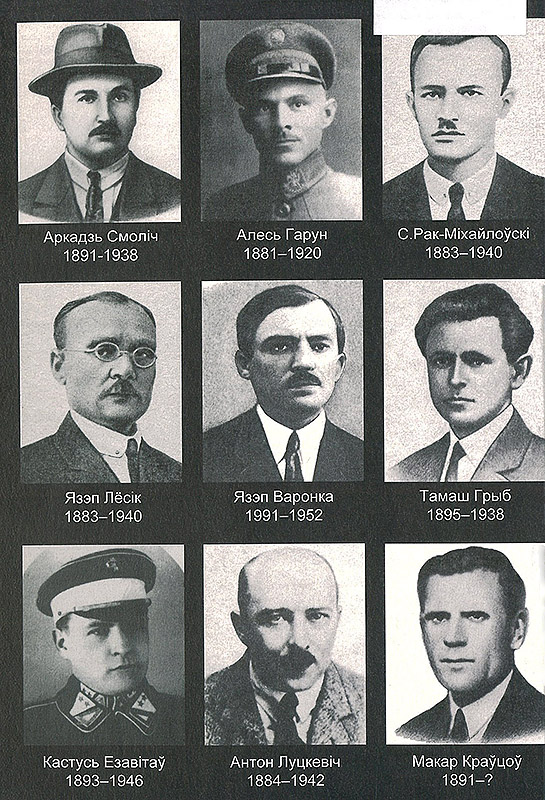 Аркадзь Смоліч
1891-1938
Алесь Гарун
1881–1920
С.Рак-Міхайлоўскі
1883–1940
Язэп Лёсік
1883–1940
Язэп Варонка
1991–1952
Тамаш Грыб
1895–1938
Кастусь Езавітаў
1893–1946
Антон Луцкевіч
1884–1942
Макар Краўцоў
1891–?